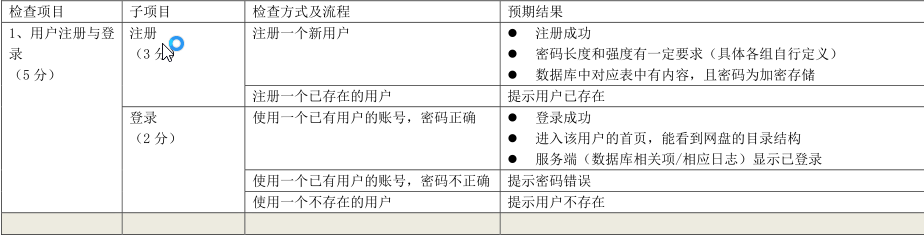 检查项目 子项目 检查方式及流程 预期结果
1、用户注册与登 注册 注册一个新用户 ● 注册成功
录 （3 分） ● 密码长度和强度有一定要求（具体各组自行定义）
（5 分） ● 数据库中对应表中有内容，且密码为加密存储
注册一个已存在的用户 提示用户已存在
登录 使用一个已有用户的账号，密码正确 ● 登录成功
（2 分） ● 进入该用户的首页，能看到网盘的目录结构
● 服务端（数据库相关项/相应日志）显示已登录
使用一个已有用户的账号，密码不正确 提示密码错误
使用一个不存在的用户 提示用户不存在